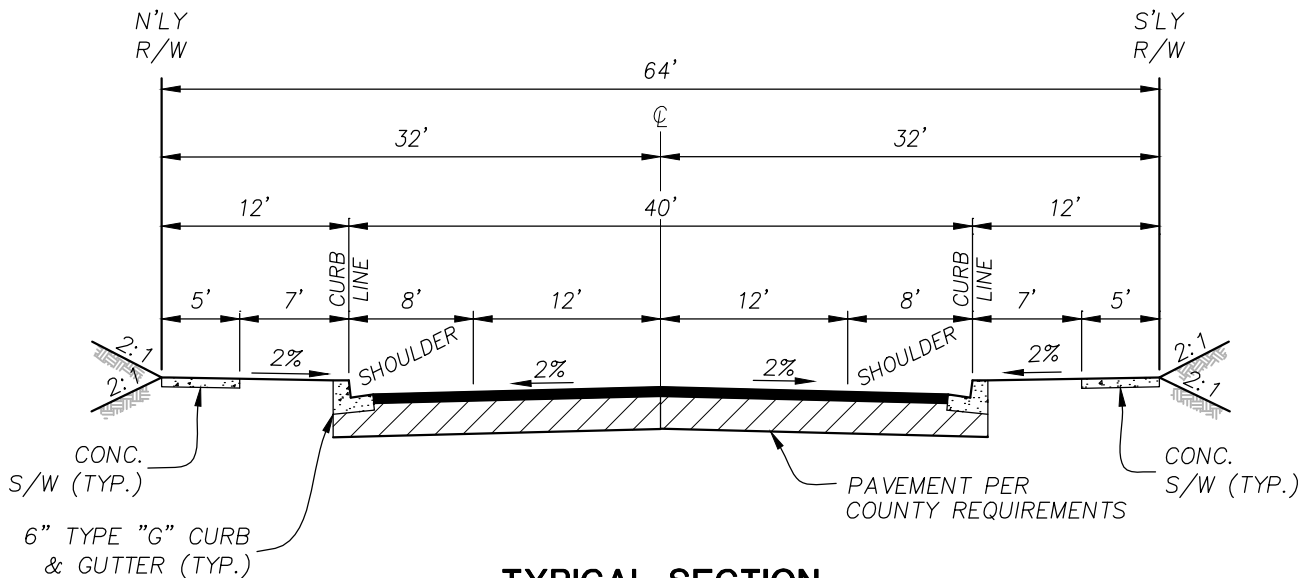 N'LY
R/W
S'LY
R/W
64'
℄
32'
32'
12'
40'
12'
CURB
LINE
CURB
LINE
5'
7'
8'
12'
12'
8'
7'
5'
SHOULDER
SHOULDER
2:1
2:1
2%
2%
2%
2%
2:1
2:1
CONC.
S/W (TYP.)
6" TYPE "G" CURB
& GUTTER (TYP.)
PAVEMENT PER
COUNTY REQUIREMENTS
CONC.
S/W (TYP.)
TYPICAL SECTION